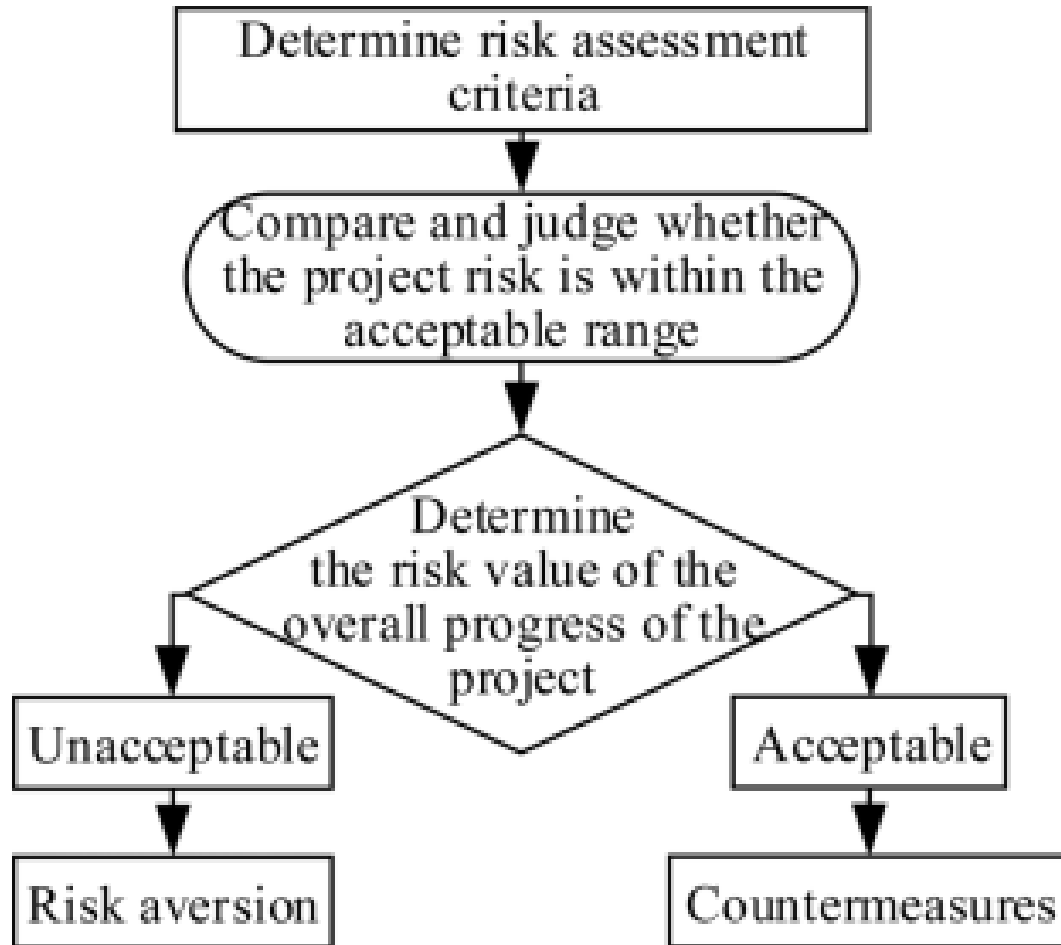 Determine risk assessment
criteria
Compare and judge whether
the project risk is within the
acceptable range
Determine
the risk value of the
overall progress of the
project
Unacceptable
Acceptable
Risk aversion
Countermeasures